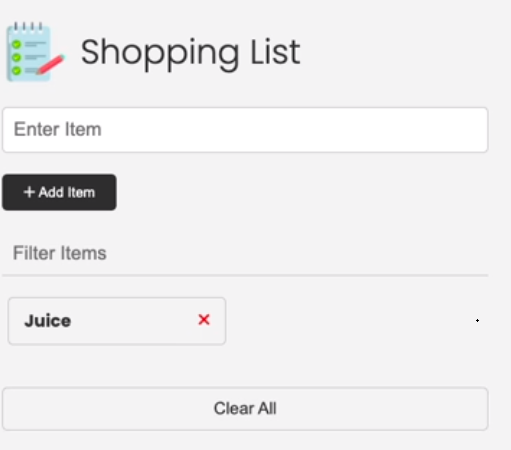 Shopping List
Enter Item
+ Add Item
Filter Items
Juice ×
Clear All